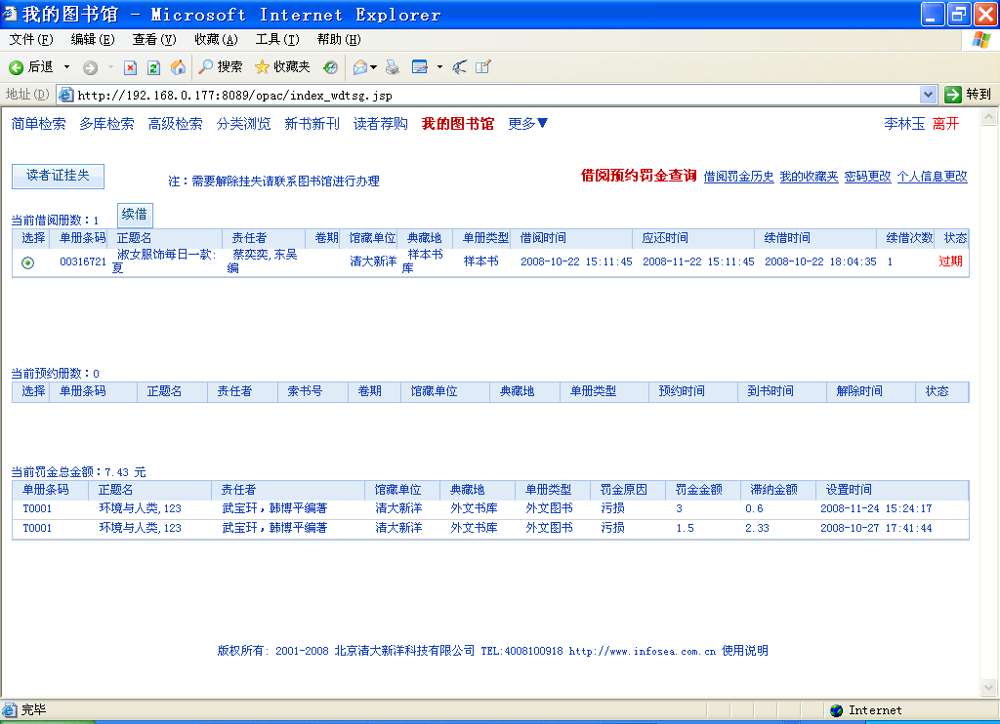 我的图书馆 - Microsoft Internet Explorer
文件(F) 编辑(E) 查看(V) 收藏(A) 工具(T) 帮助(H)
后退 搜索 收藏夹
地址(D) http://192.168.0.177:8089/opac/index_wdtsg.jsp 转到
简单检索 多库检索 高级检索 分类浏览 新书新刊 读者荐购 我的图书馆 更多▼ 李林玉 离开
读者证挂失 注：需要解除挂失请联系图书馆进行办理 借阅预约罚金查询 借阅罚金历史 我的收藏夹 密码更改 个人信息更改
当前借阅册数：1 续借
选择 单册条码 正题名 责任者 卷期 馆藏单位 典藏地 单册类型 借阅时间 应还时间 续借时间 续借次数 状态
00316721 淑女服饰每日一款:夏 蔡奕奕,东吴编 清大新洋 样本书库 样本书 2008-10-22 15:11:45 2008-11-22 15:11:45 2008-10-22 18:04:35 1 过期
当前预约册数：0
选择 单册条码 正题名 责任者 索书号 卷期 馆藏单位 典藏地 单册类型 预约时间 到书时间 解除时间 状态
当前罚金总金额：7.43 元
单册条码 正题名 责任者 馆藏单位 典藏地 单册类型 罚金原因 罚金金额 滞纳金额 设置时间
T0001 环境与人类,123 武宝玕，韩博平编著 清大新洋 外文书库 外文图书 污损 3 0.6 2008-11-24 15:24:17
T0001 环境与人类,123 武宝玕，韩博平编著 清大新洋 外文书库 外文图书 污损 1.5 2.33 2008-10-27 17:41:44
版权所有: 2001-2008 北京清大新洋科技有限公司 TEL:4008100918 http://www.infosea.com.cn 使用说明
完毕 Internet